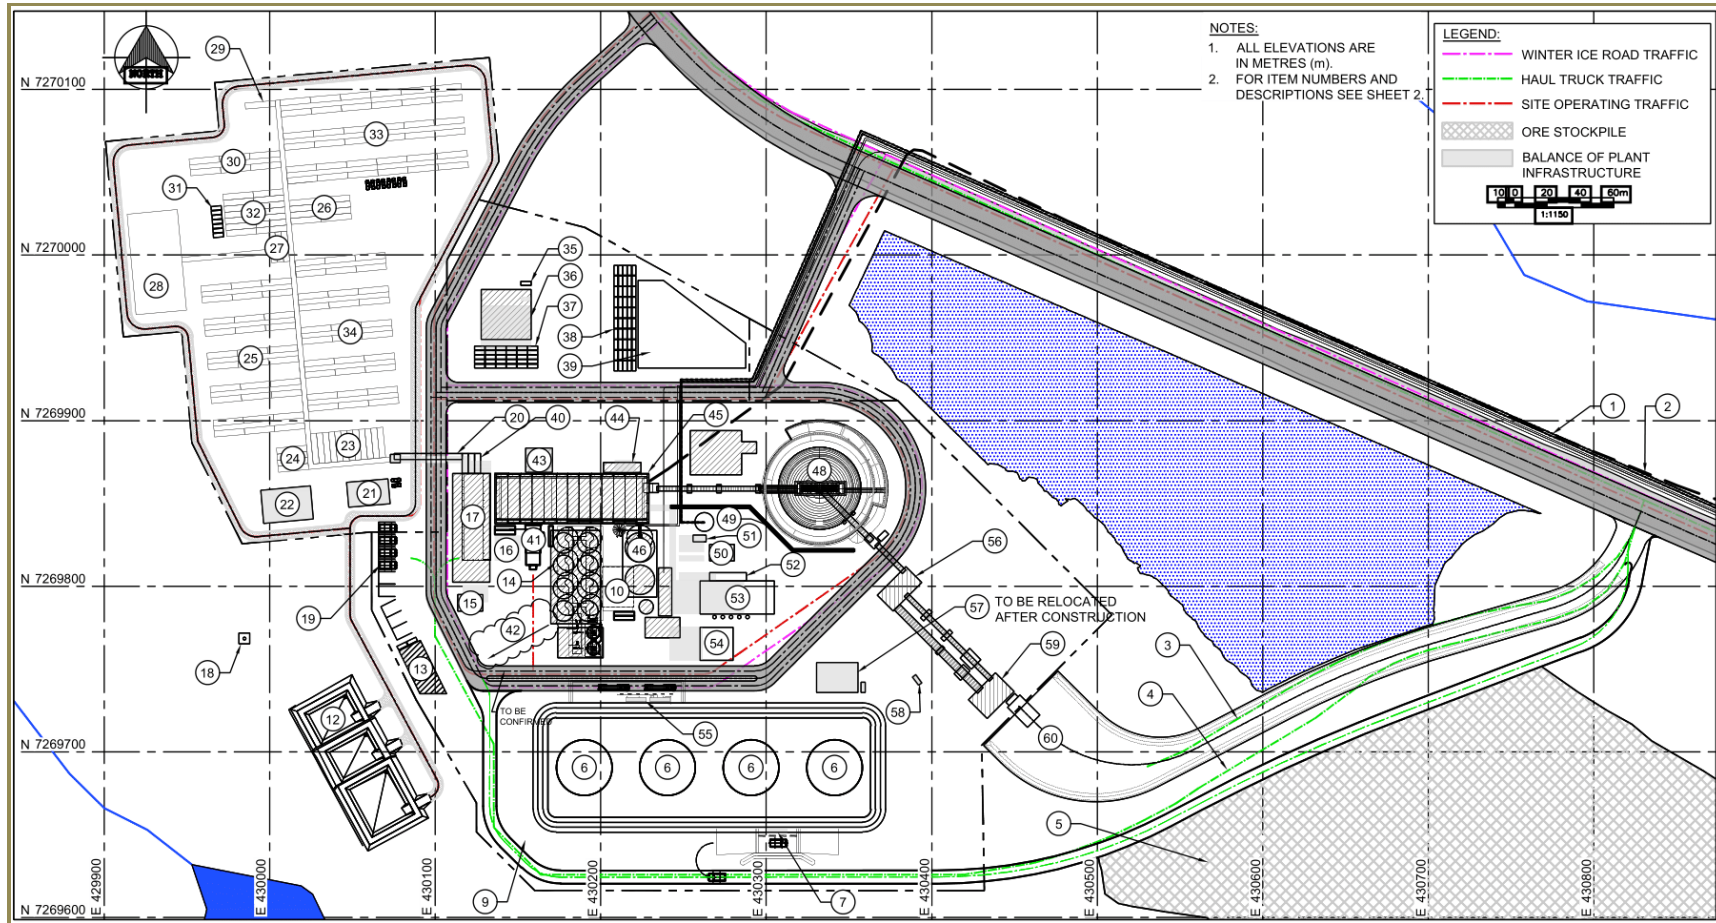 NOTES:
1. ALL ELEVATIONS ARE
IN METRES (m).
2. FOR ITEM NUMBERS AND
DESCRIPTIONS SEE SHEET 2.
LEGEND:
WINTER ICE ROAD TRAFFIC
HAUL TRUCK TRAFFIC
SITE OPERATING TRAFFIC
ORE STOCKPILE
BALANCE OF PLANT
INFRASTRUCTURE
10 0 20 40 60m
1:1150
NORTH
N 7270100
N 7270000
N 7269900
N 7269800
N 7269700
N 7269600
29
33
30
31
32
26
27
28
34
25
24
23
22
21
35
36
37
38
39
20
40
44
45
43
48
1
2
17
16
41
46
49
51
50
52
53
54
14
10
15
42
56
57
TO BE RELOCATED
AFTER CONSTRUCTION
59
58
60
3
4
5
19
18
13
12
TO BE
CONFIRMED
55
6
6
6
6
9
7
E 429900
E 430000
E 430100
E 430200
E 430300
E 430400
E 430500
E 430600
E 430700
E 430800